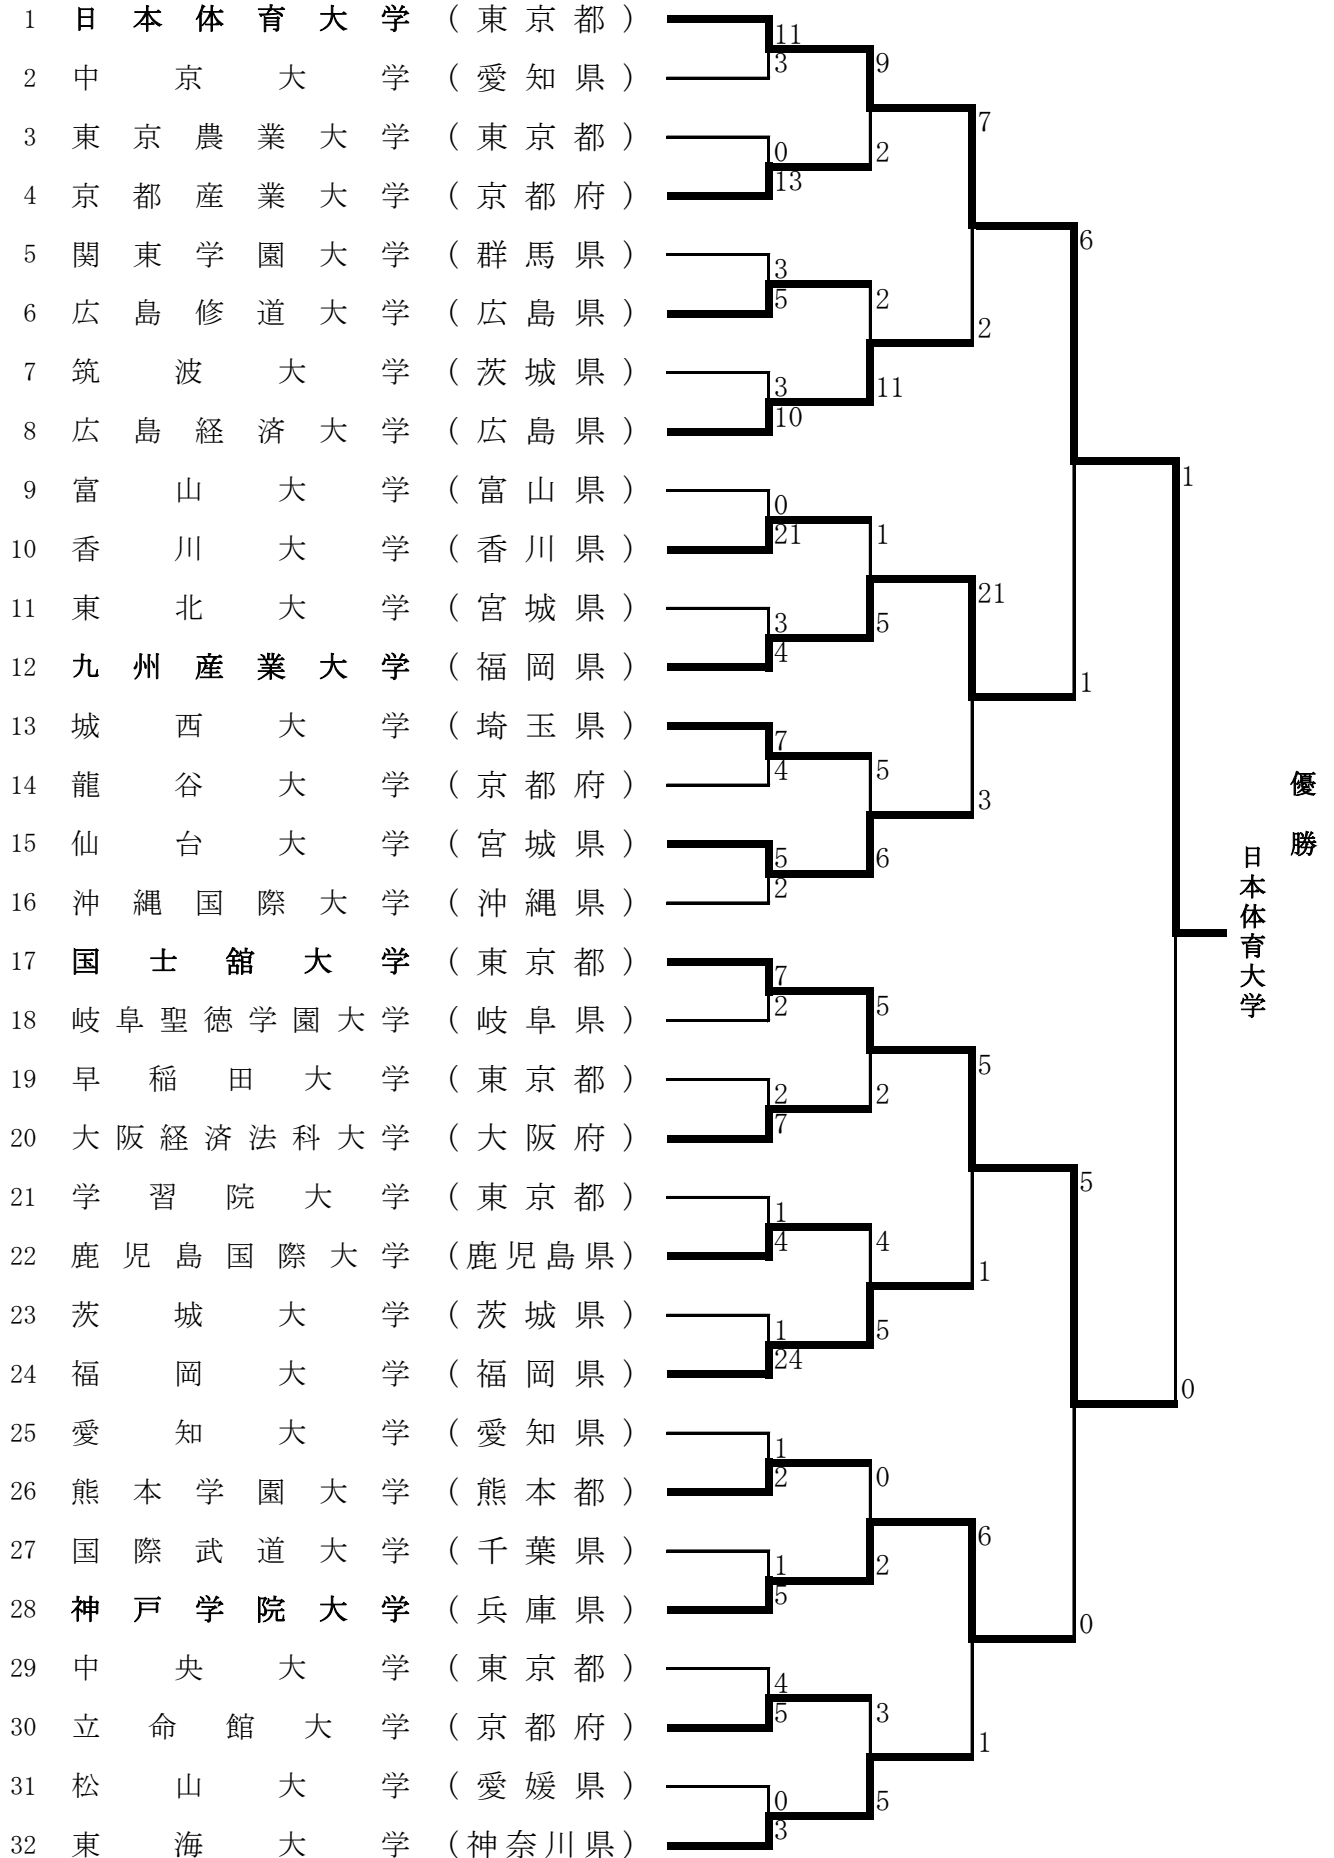 1 日本体育大学 (東京都)
11
3
9
2 中京大学 (愛知県)
7
3 東京農業大学 (東京都)
0
13
2
4 京都産業大学 (京都府)
6
5 関東学園大学 (群馬県)
3
5
2
6 広島修道大学 (広島県)
2
7 筑波大学 (茨城県)
3
10
11
8 広島経済大学 (広島県)
1
9 富山大学 (富山県)
0
21
1
10 香川大学 (香川県)
21
11 東北大学 (宮城県)
3
4
5
12 九州産業大学 (福岡県)
1
13 城西大学 (埼玉県)
7
4
5
14 龍谷大学 (京都府)
3
優勝
15 仙台大学 (宮城県)
5
2
6
日本体育大学
16 沖縄国際大学 (沖縄県)
17 国士舘大学 (東京都)
7
2
5
18 岐阜聖徳学園大学 (岐阜県)
5
19 早稲田大学 (東京都)
2
7
2
20 大阪経済法科大学 (大阪府)
5
21 学習院大学 (東京都)
1
4
4
22 鹿児島国際大学 (鹿児島県)
1
23 茨城大学 (茨城県)
1
24
5
24 福岡大学 (福岡県)
0
25 愛知大学 (愛知県)
1
2
0
26 熊本学園大学 (熊本都)
6
27 国際武道大学 (千葉県)
1
5
2
28 神戸学院大学 (兵庫県)
0
29 中央大学 (東京都)
4
5
3
30 立命館大学 (京都府)
1
31 松山大学 (愛媛県)
0
3
5
32 東海大学 (神奈川県)